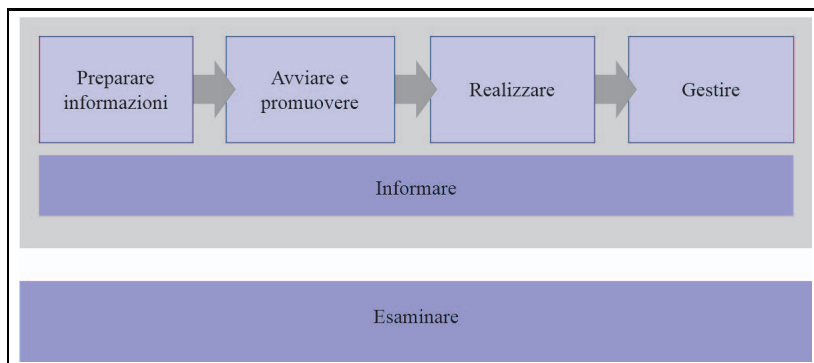 Preparare
informazioni
Avviare e
promuovere
Realizzare
Gestire
Informare
Esaminare